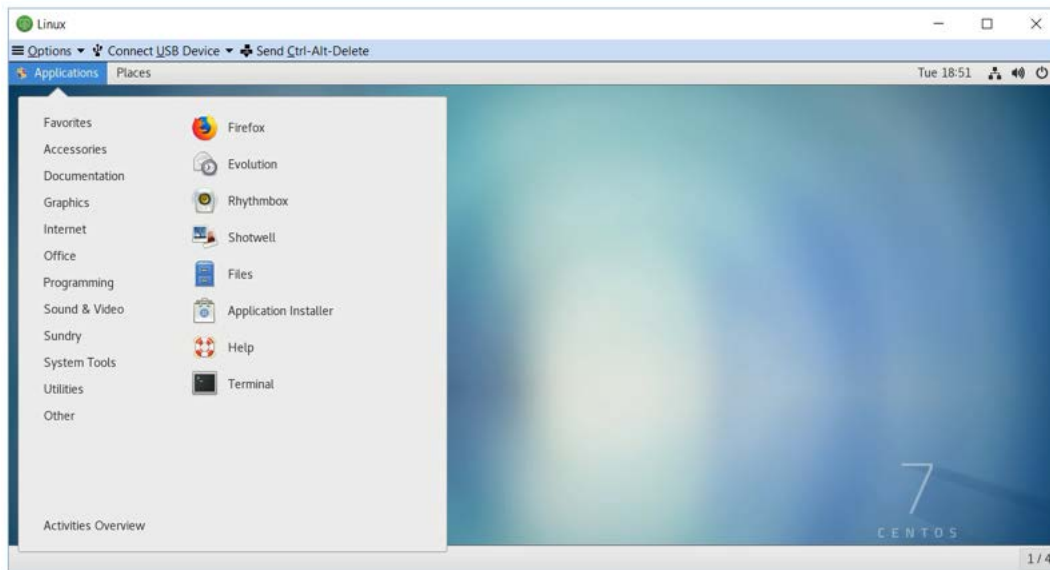 Linux
Options Connect USB Device Send Ctrl-Alt-Delete
Applications Places Tue 18:51
Favorites
Accessories
Documentation
Graphics
Internet
Office
Programming
Sound & Video
Sundry
System Tools
Utilities
Other
Activities Overview
Firefox
Evolution
Rhythmbox
Shotwell
Files
Application Installer
Help
Terminal
7
CENTOS
1 / 4